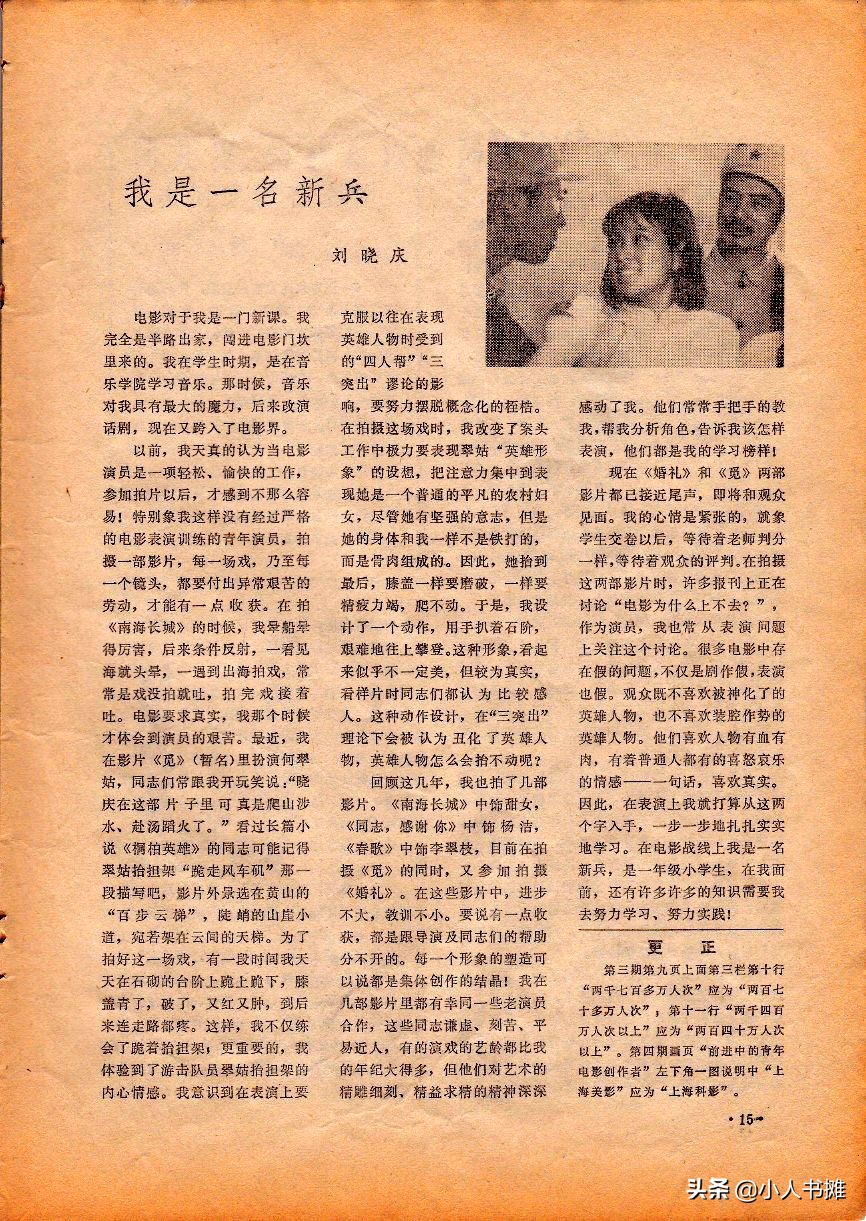 我是一名新兵
刘晓庆
电影对于我是一门新课。我
完全是半路出家，闯进电影门坎
里来的。我在学生时期，是在音
乐学院学习音乐。那时候，音乐
对我具有最大的魔力，后来改演
话剧，现在又跨入了电影界。
以前，我天真的认为当电影
演员是一项轻松、愉快的工作，
参加拍片以后，才感到不那么容
易！特别象我这样没有经过严格
的电影表演训练的青年演员，拍
摄一部影片，每一场戏，乃至每
一个镜头，都要付出异常艰苦的
劳动，才能有一点收获。在拍
《南海长城》的时候，我晕船晕
得厉害，后来条件反射，一看见
海就头晕，一遇到出海拍戏，常
常是戏没拍就吐，拍完戏接着
吐。电影要求真实，我那个时候
才体会到演员的艰苦。最近，我
在影片《觅》（暂名）里扮演何翠
姑，同志们常跟我开玩笑说：“晓
庆在这部片子里可真是爬山涉
水、赴汤蹈火了。”看过长篇小
说《桐柏英雄》的同志可能记得
翠姑抬担架“跪走风车矶”那一
段描写吧，影片外景选在黄山的
“百步云梯”，陡峭的山崖小
道，宛若架在云间的天梯。为了
拍好这一场戏，有一段时间我天
天在石砌的台阶上跪上跪下，膝
盖青了，破了，又红又肿，到后
来连走路都疼。这样，我不仅练
会了跪着抬担架；更重要的，我
体验到了游击队员翠姑抬担架的
内心情感。我意识到在表演上要
克服以往在表现
英雄人物时受到
的“四人帮”“三
突出”谬论的影
响，要努力摆脱概念化的桎梏。
在拍摄这场戏时，我改变了案头
工作中极力要表现翠姑“英雄形
象”的设想，把注意力集中到表
现她是一个普通的平凡的农村妇
女，尽管她有坚强的意志，但是
她的身体和我一样不是铁打的，
而是骨肉组成的。因此，她抬到
最后，膝盖一样要磨破，一样要
精疲力竭，爬不动。于是，我设
计了一个动作，用手扒着石阶，
艰难地往上攀登。这种形象，看起
来似乎不一定美，但较为真实，
看样片时同志们都认为比较感
人。这种动作设计，在“三突出”
理论下会被认为丑化了英雄人
物，英雄人物怎么会抬不动呢？
回顾这几年，我也拍了几部
影片。《南海长城》中饰甜女，
《同志，感谢你》中饰杨洁，
《春歌》中饰李翠枝，目前在拍
摄《觅》的同时，又参加拍摄
《婚礼》。在这些影片中，进步
不大，教训不小。要说有一点收
获，都是跟导演及同志们的帮助
分不开的。每一个形象的塑造可
以说都是集体创作的结晶！我在
几部影片里都有幸同一些老演员
合作，这些同志谦虚、刻苦、平
易近人，有的演戏的艺龄都比我
的年纪大得多，但他们对艺术的
精雕细刻、精益求精的精神深深
感动了我。他们常常手把手的教
我，帮我分析角色，告诉我该怎样
表演，他们都是我的学习榜样！
现在《婚礼》和《觅》两部
影片都已接近尾声，即将和观众
见面。我的心情是紧张的，就象
学生交卷以后，等待着老师判分
一样，等待着观众的评判。在拍摄
这两部影片时，许多报刊上正在
讨论“电影为什么上不去？”，
作为演员，我也常从表演问题
上关注这个讨论。很多电影中存
在假的问题，不仅是剧作假，表演
也假。观众既不喜欢被神化了的
英雄人物，也不喜欢装腔作势的
英雄人物。他们喜欢人物有血有
肉，有着普通人都有的喜怒哀乐
的情感——一句话，喜欢真实。
因此，在表演上我就打算从这两
个字入手，一步一步地扎扎实实
地学习。在电影战线上我是一名
新兵，是一年级小学生，在我面
前，还有许多许多的知识需要我
去努力学习、努力实践！
更正
第三期第九页上面第三栏第十行
“两千七百多万人次”应为“两百七
十多万人次”；第十一行“两千四百
万人次以上”应为“两百四十万人次
以上”。第四期画页“前进中的青年
电影创作者”左下角一图说明中“上
海美影”应为“上海科影”。
·15·
头条 @小人书摊